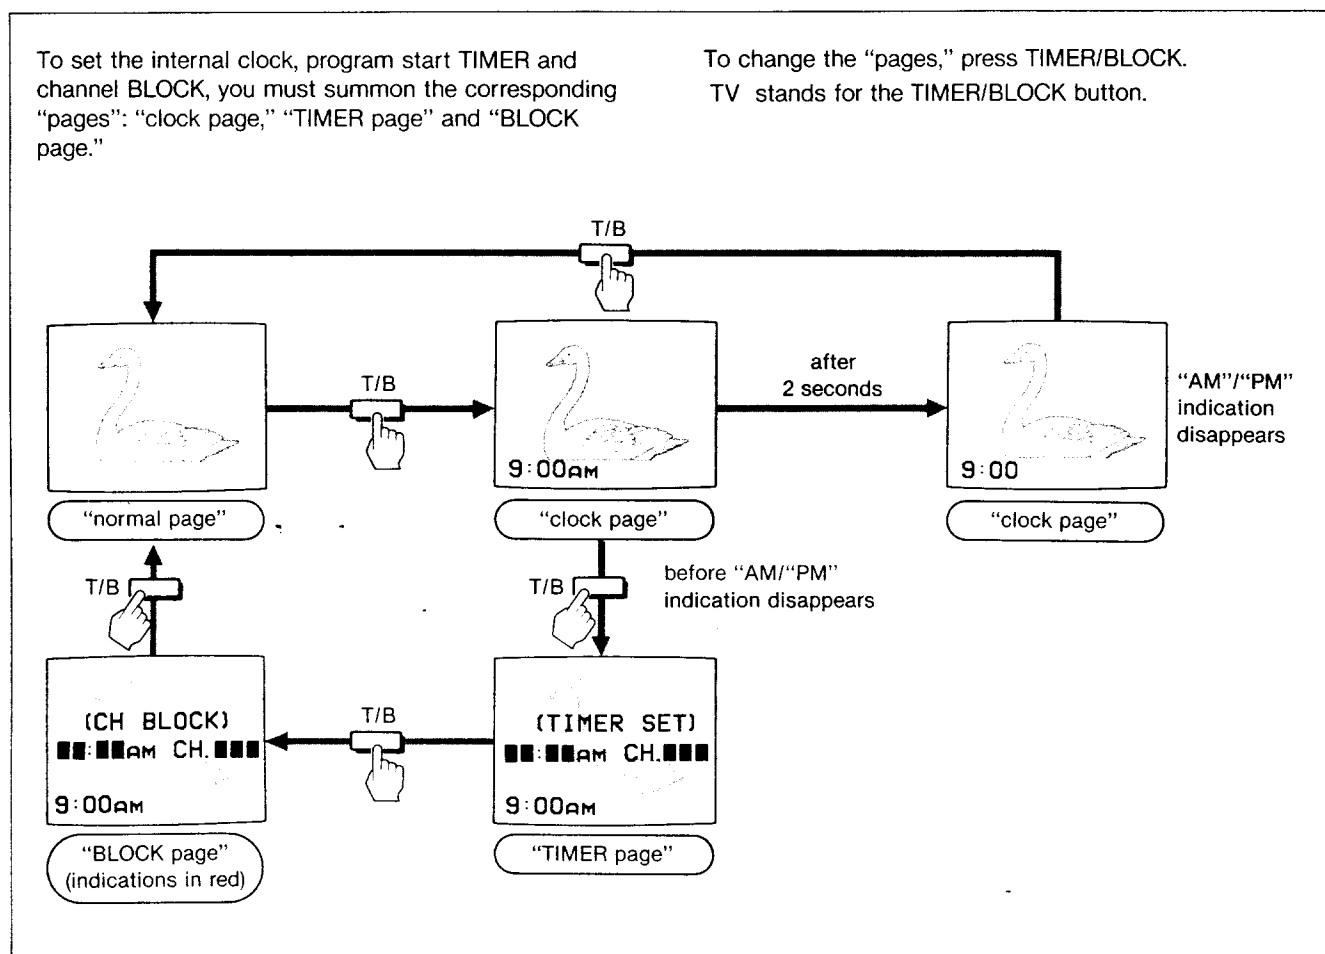 To set the internal clock, program start TIMER and
channel BLOCK, you must summon the corresponding
“pages”: “clock page,” “TIMER page” and “BLOCK
page.”
To change the “pages,” press TIMER/BLOCK.
TV stands for the TIMER/BLOCK button.
T/B
T/B
after
2 seconds
“AM”/“PM”
indication
disappears
9:00AM
9:00
“normal page”
“clock page”
“clock page”
T/B
T/B
before “AM/“PM”
indication disappears
(CH BLOCK)
██:██AM CH.███
9:00AM
T/B
(TIMER SET)
██:██AM CH.███
9:00AM
“BLOCK page”
(indications in red)
“TIMER page”